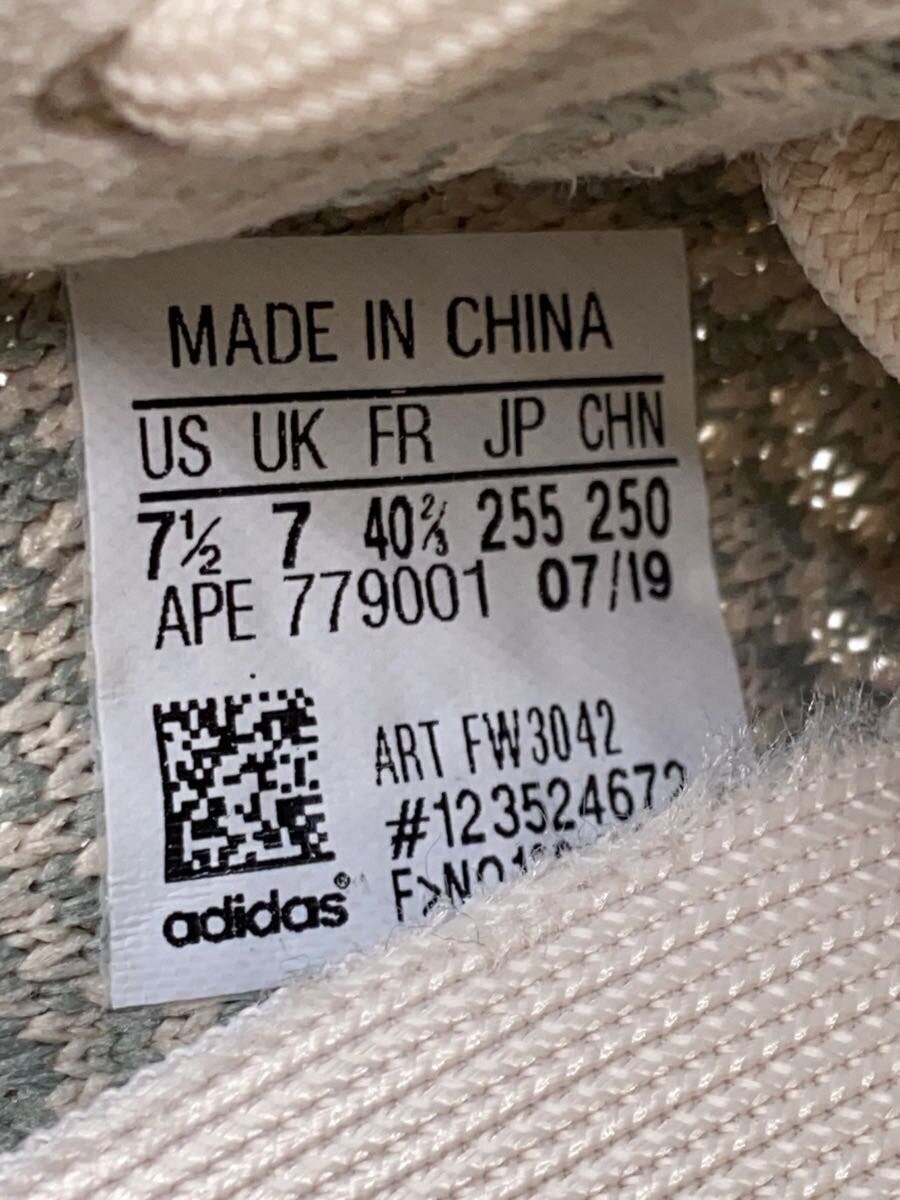 MADE IN CHINA
US UK FR JP CHN
7½ 7 40⅔ 255 250
APE 779001 07/19
ART FW3042
#123524673
adidas®